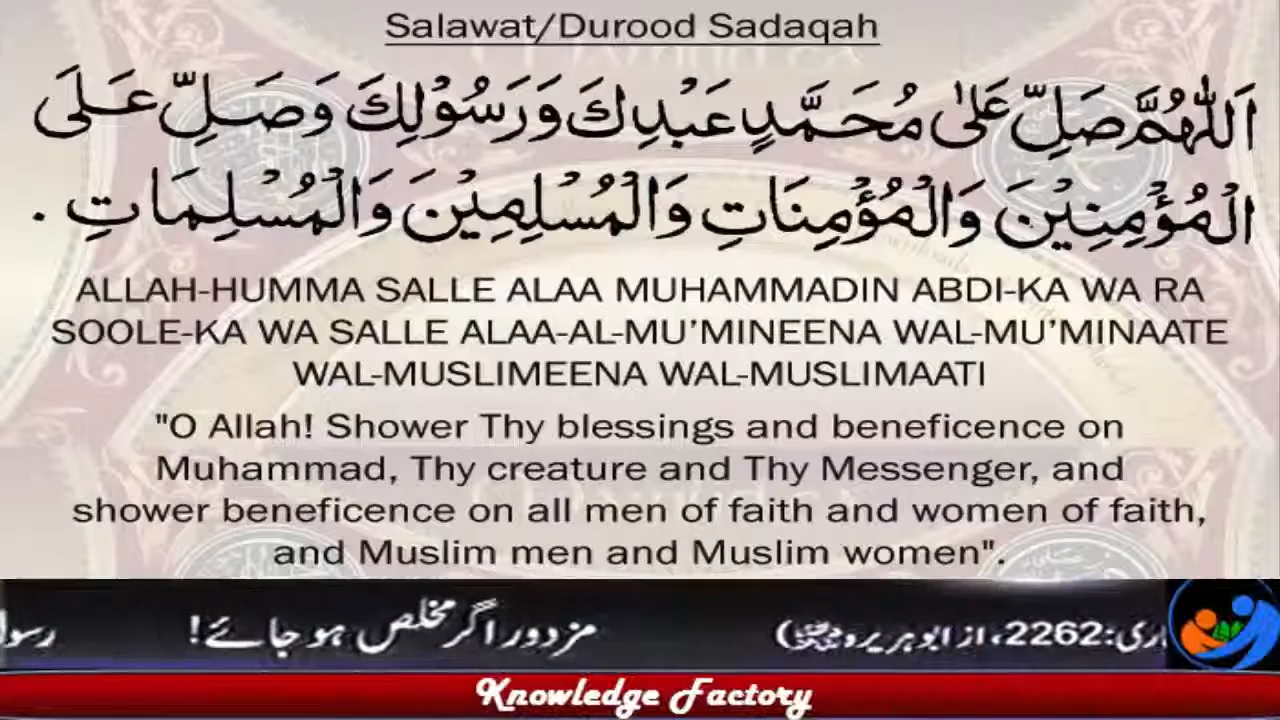 Salawat/Durood Sadaqah
اَللّٰهُمَّ صَلِّ عَلٰى مُحَمَّدٍ عَبْدِكَ وَرَسُوْلِكَ وَصَلِّ عَلَى
الْمُؤْمِنِيْنَ وَالْمُؤْمِنَاتِ وَالْمُسْلِمِيْنَ وَالْمُسْلِمَاتِ .
ALLAH-HUMMA SALLE ALAA MUHAMMADIN ABDI-KA WA RA
SOOLE-KA WA SALLE ALAA-AL-MU’MINEENA WAL-MU’MINAATE
WAL-MUSLIMEENA WAL-MUSLIMAATI
"O Allah! Shower Thy blessings and beneficence on
Muhammad, Thy creature and Thy Messenger, and
shower beneficence on all men of faith and women of faith,
and Muslim men and Muslim women".
2262، از ابو ہریرہ) مزدور اگر مخلص ہو جائے!
Knowledge Factory